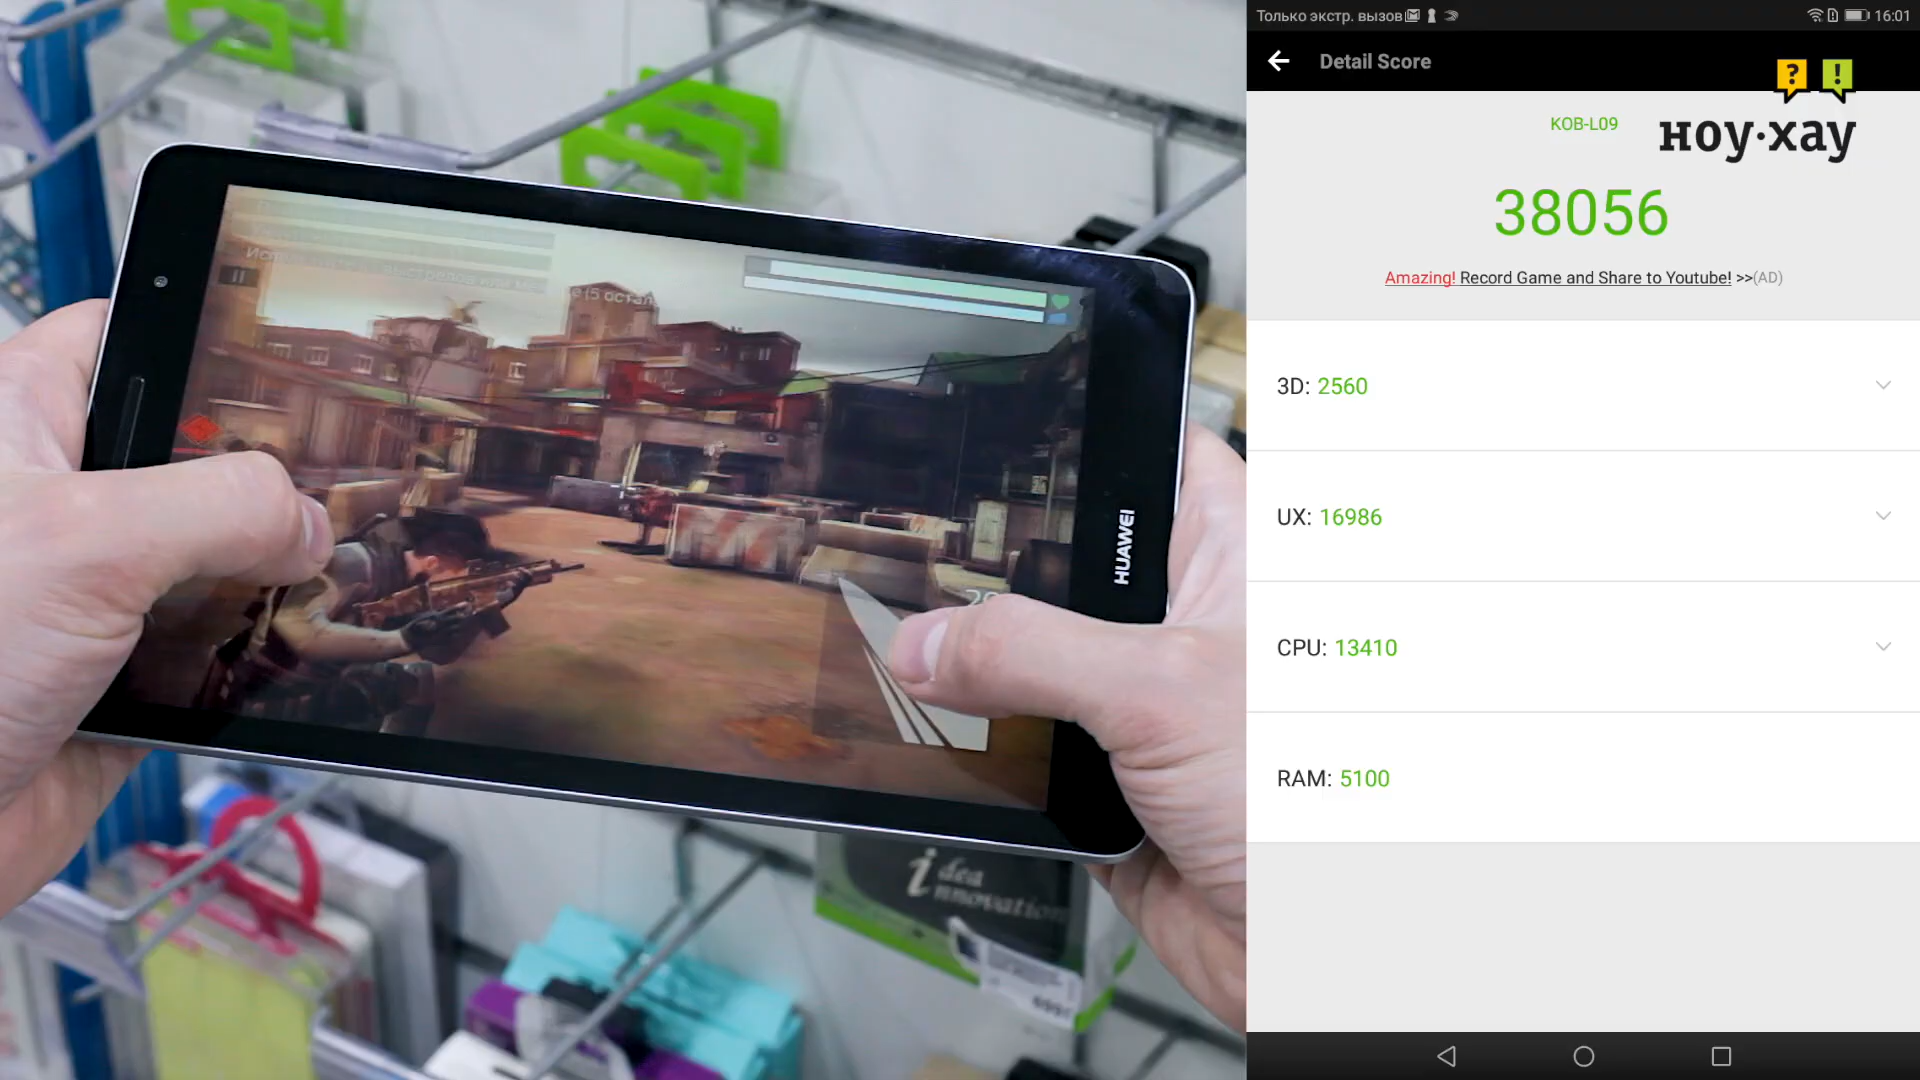 HUAWEI
idea
innovation
Только экстр. вызов
16:01
Detail Score
? !
ноу·хау
KOB-L09
38056
Amazing! Record Game and Share to Youtube! >>(AD)
3D: 2560
UX: 16986
CPU: 13410
RAM: 5100